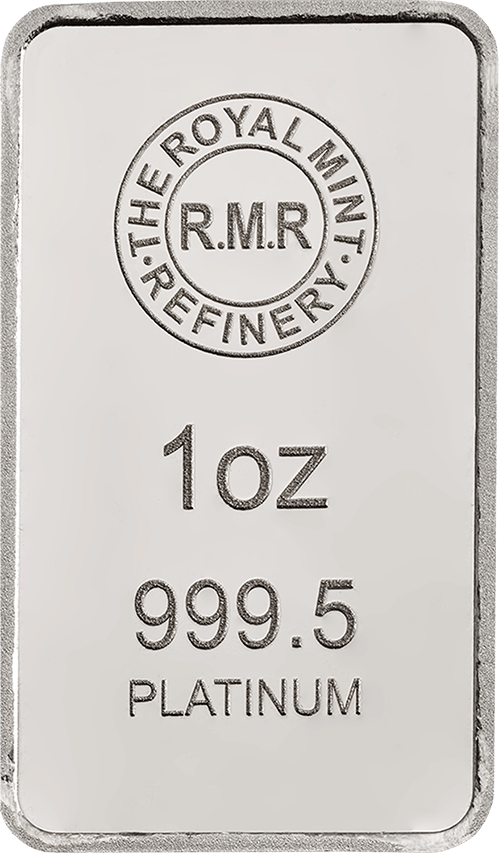 THE ROYAL MINT
· REFINERY ·
R.M.R
1oz
999.5
PLATINUM